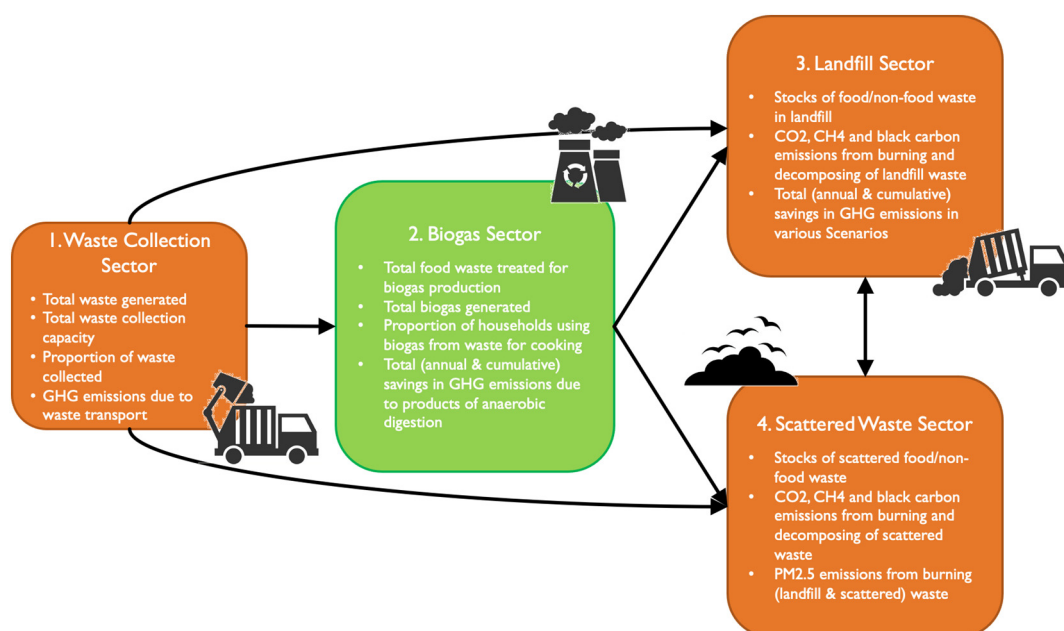 1. Waste Collection
Sector
• Total waste generated
• Total waste collection
capacity
• Proportion of waste
collected
• GHG emissions due to
waste transport
2. Biogas Sector
• Total food waste treated for
biogas production
• Total biogas generated
• Proportion of households using
biogas from waste for cooking
• Total (annual & cumulative)
savings in GHG emissions due
to products of anaerobic
digestion
3. Landfill Sector
• Stocks of food/non-food waste
in landfill
• CO2, CH4 and black carbon
emissions from burning and
decomposing of landfill waste
• Total (annual & cumulative)
savings in GHG emissions in
various Scenarios
4. Scattered Waste Sector
• Stocks of scattered food/non-
food waste
• CO2, CH4 and black carbon
emissions from burning and
decomposing of scattered
waste
• PM2.5 emissions from burning
(landfill & scattered) waste